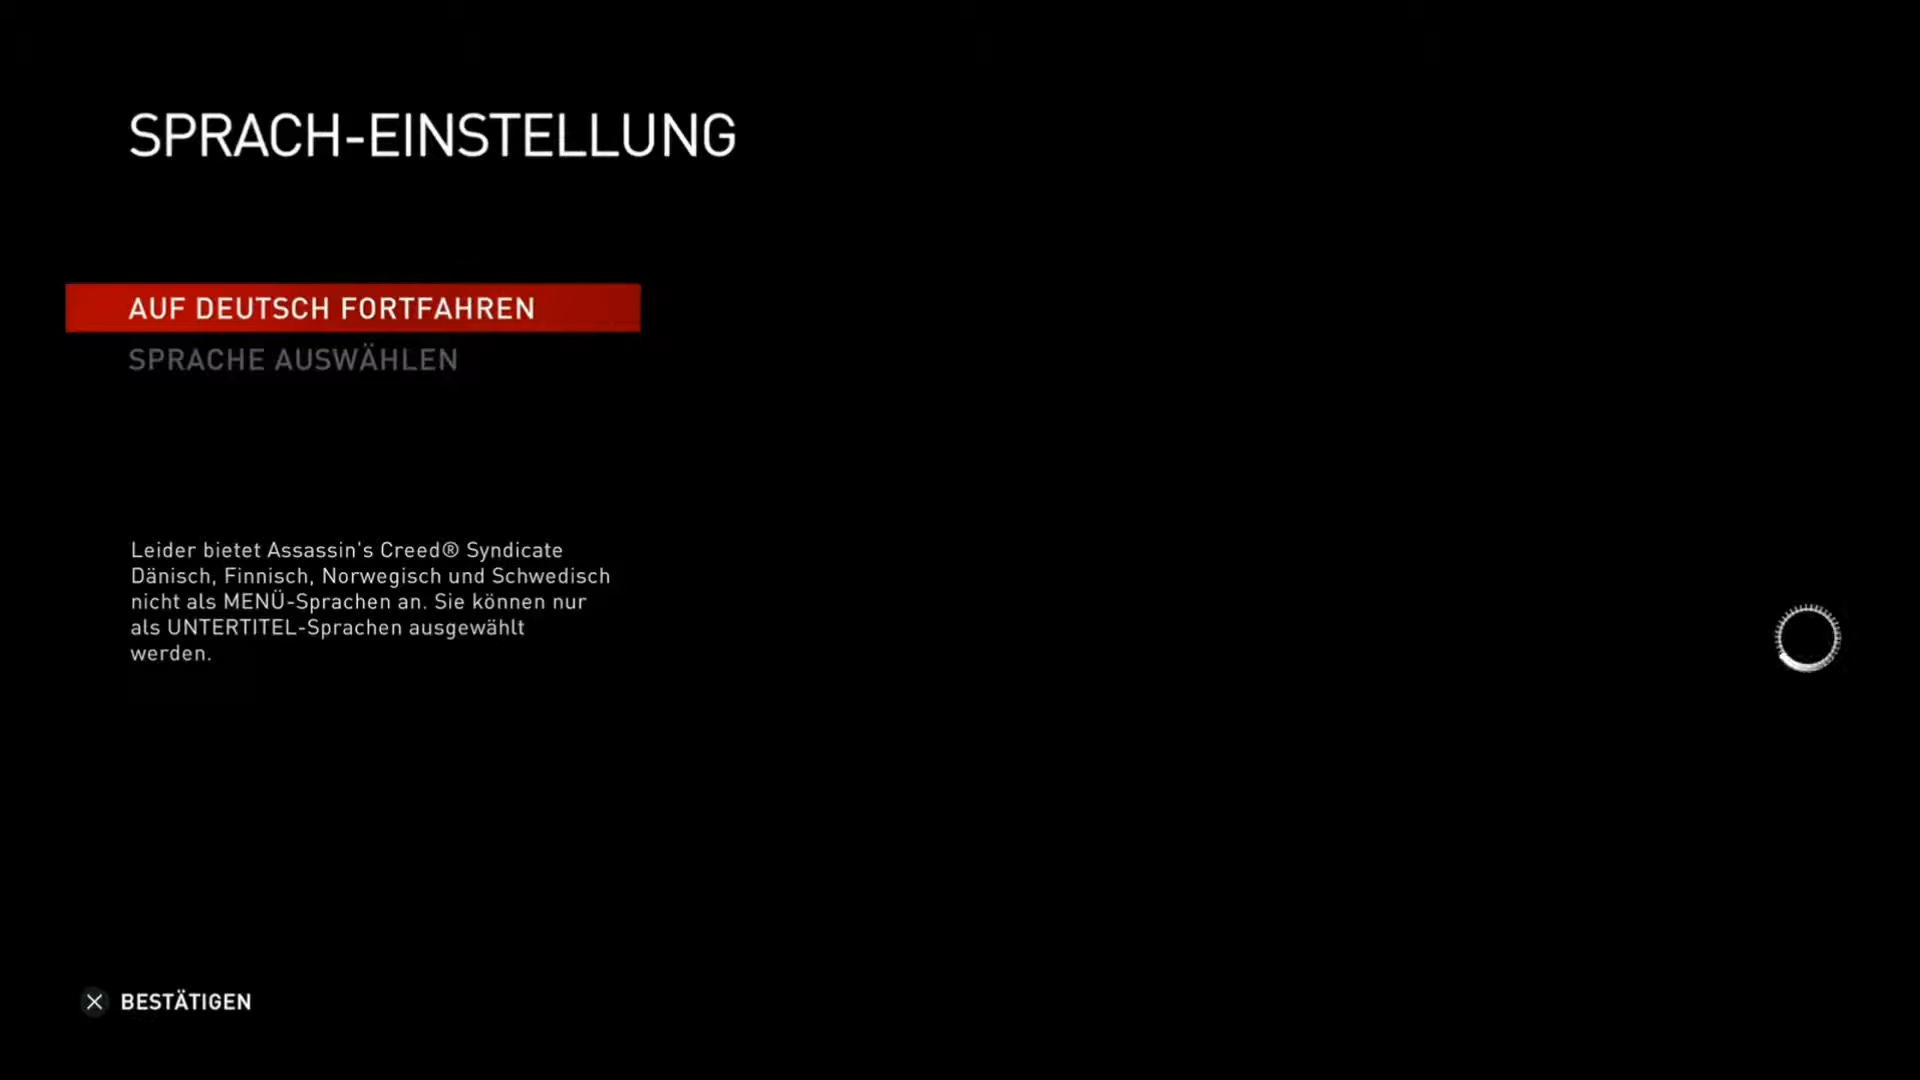 SPRACH-EINSTELLUNG
AUF DEUTSCH FORTFAHREN
SPRACHE AUSWÄHLEN
Leider bietet Assassin's Creed® Syndicate
Dänisch, Finnisch, Norwegisch und Schwedisch
nicht als MENÜ-Sprachen an. Sie können nur
als UNTERTITEL-Sprachen ausgewählt
werden.
BESTÄTIGEN